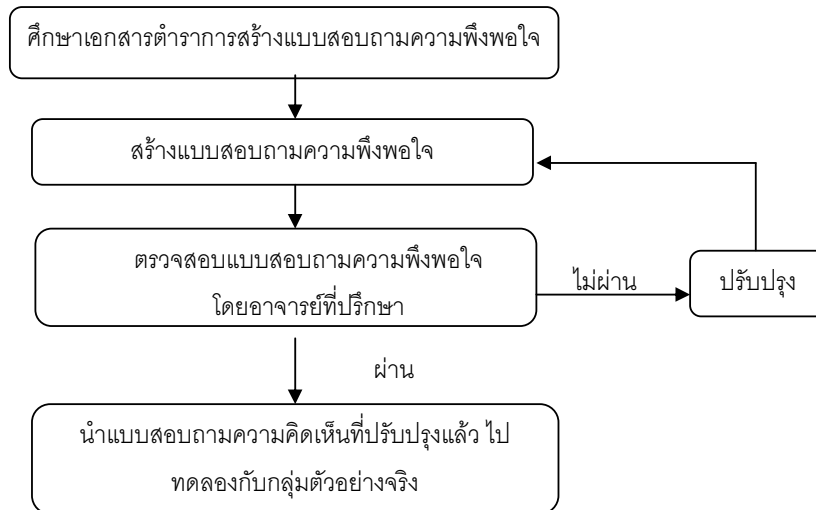 ศึกษาเอกสารตำราการสร้างแบบสอบถามความพึงพอใจ
สร้างแบบสอบถามความพึงพอใจ
ตรวจสอบแบบสอบถามความพึงพอใจ
โดยอาจารย์ที่ปรึกษา
ไม่ผ่าน
ปรับปรุง
ผ่าน
นำแบบสอบถามความคิดเห็นที่ปรับปรุงแล้ว ไป
ทดลองกับกลุ่มตัวอย่างจริง